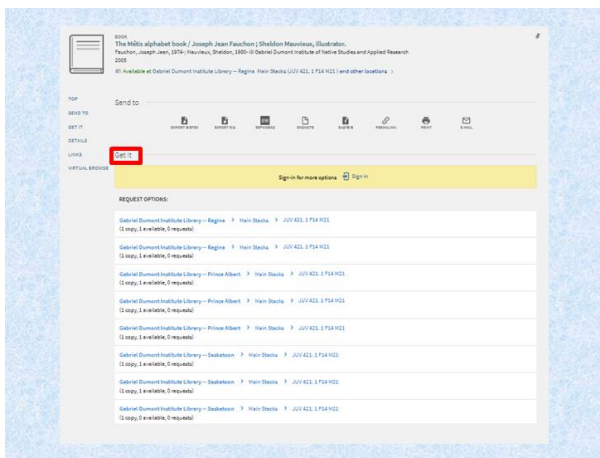 BOOK
The Métis alphabet book / Joseph Jean Fauchon ; Sheldon Mauvieux, illustrator.
Fauchon, Joseph Jean, 1974-; Mauvieux, Sheldon, 1980- ill Gabriel Dumont Institute of Native Studies and Applied Research
2005
Available at Gabriel Dumont Institute Library -- Regina Main Stacks (JUV 421. 1 F14 M21 ) and other locations >
TOP
SEND TO
GET IT
DETAILS
LINKS
VIRTUAL BROWSE
Send to
EXPORT BIBTEX
EXPORT RIS
REFWORKS
ENDNOTE
EASYBIB
PERMALINK
PRINT
E-MAIL
Get It
Sign-in for more options Sign in
REQUEST OPTIONS:
Gabriel Dumont Institute Library -- Regina > Main Stacks > JUV 421. 1 F14 M21
(1 copy, 1 available, 0 requests)
Gabriel Dumont Institute Library -- Regina > Main Stacks > JUV 421. 1 F14 M21
(1 copy, 1 available, 0 requests)
Gabriel Dumont Institute Library -- Prince Albert > Main Stacks > JUV 421. 1 F14 M21
(1 copy, 1 available, 0 requests)
Gabriel Dumont Institute Library -- Prince Albert > Main Stacks > JUV 421. 1 F14 M21
(1 copy, 1 available, 0 requests)
Gabriel Dumont Institute Library -- Prince Albert > Main Stacks > JUV 421. 1 F14 M21
(1 copy, 1 available, 0 requests)
Gabriel Dumont Institute Library -- Saskatoon > Main Stacks > JUV 421. 1 F14 M21
(1 copy, 1 available, 0 requests)
Gabriel Dumont Institute Library -- Saskatoon > Main Stacks > JUV 421. 1 F14 M21
(1 copy, 1 available, 0 requests)
Gabriel Dumont Institute Library -- Saskatoon > Main Stacks > JUV 421. 1 F14 M21
(1 copy, 0 available, 0 requests)